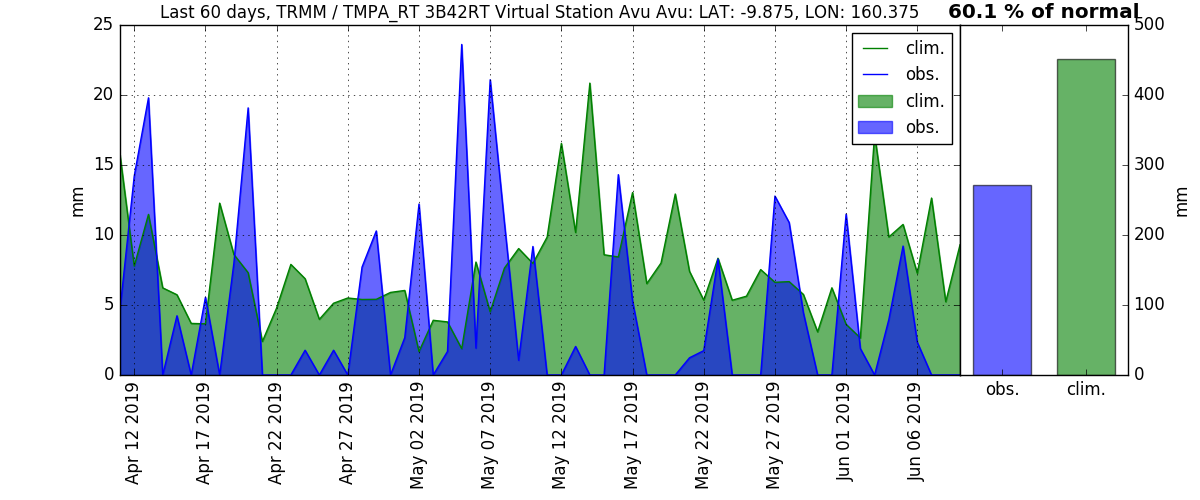 Last 60 days, TRMM / TMPA_RT 3B42RT Virtual Station Avu Avu: LAT: -9.875, LON: 160.375
60.1 % of normal
25
20
15
10
5
0
mm
clim.
obs.
clim.
obs.
500
400
300
200
100
0
mm
obs.
clim.
Apr 12 2019
Apr 17 2019
Apr 22 2019
Apr 27 2019
May 02 2019
May 07 2019
May 12 2019
May 17 2019
May 22 2019
May 27 2019
Jun 01 2019
Jun 06 2019